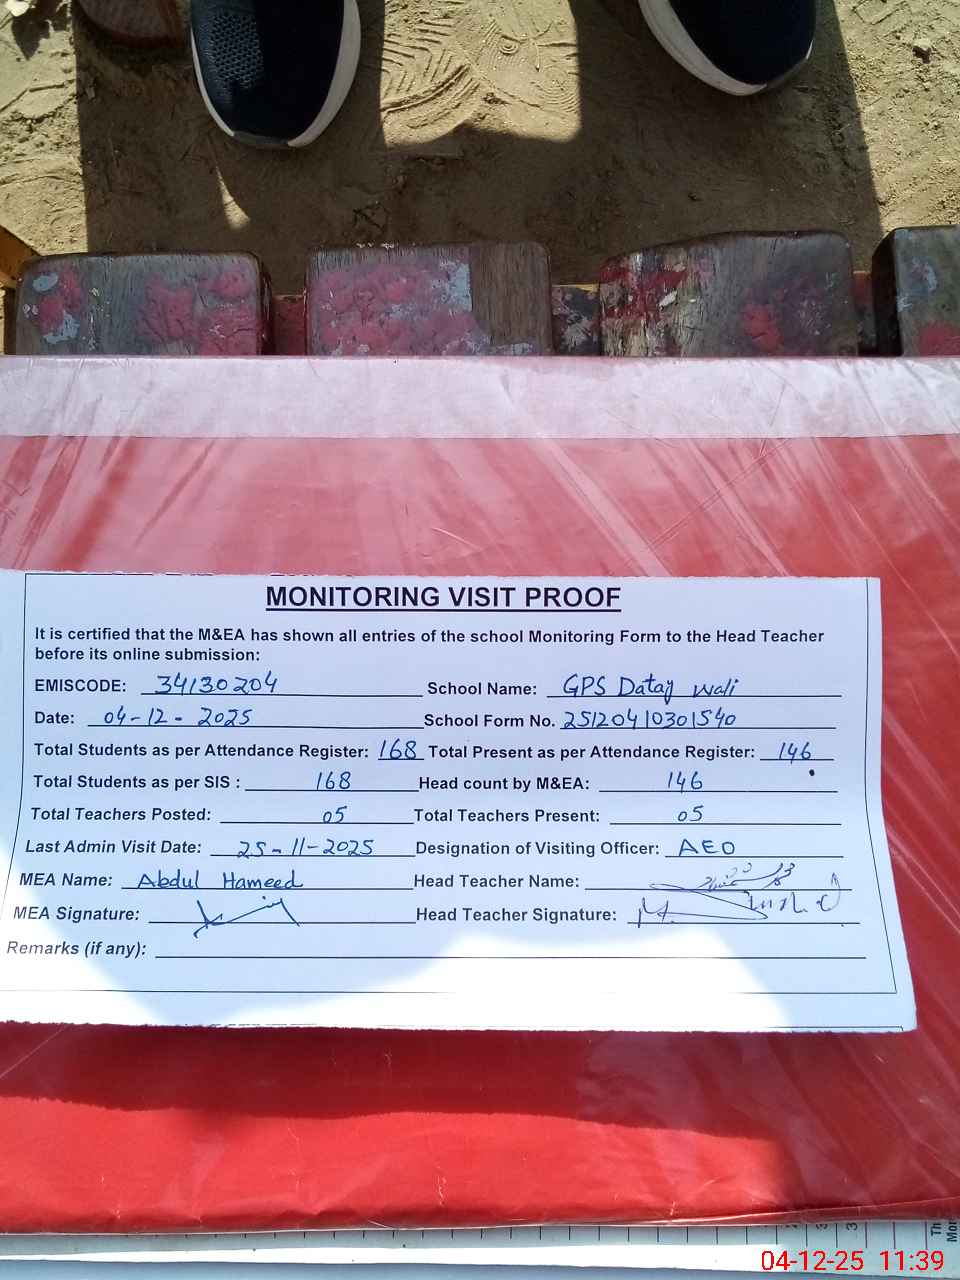 MONITORING VISIT PROOF
It is certified that the M&EA has shown all entries of the school Monitoring Form to the Head Teacher
before its online submission:
EMISCODE: 34130204 School Name: GPS Datay wali
Date: 04-12-2025 School Form No. 25120410301540
Total Students as per Attendance Register: 168 Total Present as per Attendance Register: 146
Total Students as per SIS : 168 Head count by M&EA: 146
Total Teachers Posted: 05 Total Teachers Present: 05
Last Admin Visit Date: 25-11-2025 Designation of Visiting Officer: AEO
MEA Name: Abdul Hameed Head Teacher Name:
MEA Signature: Head Teacher Signature:
Remarks (if any):
04-12-25 11:39